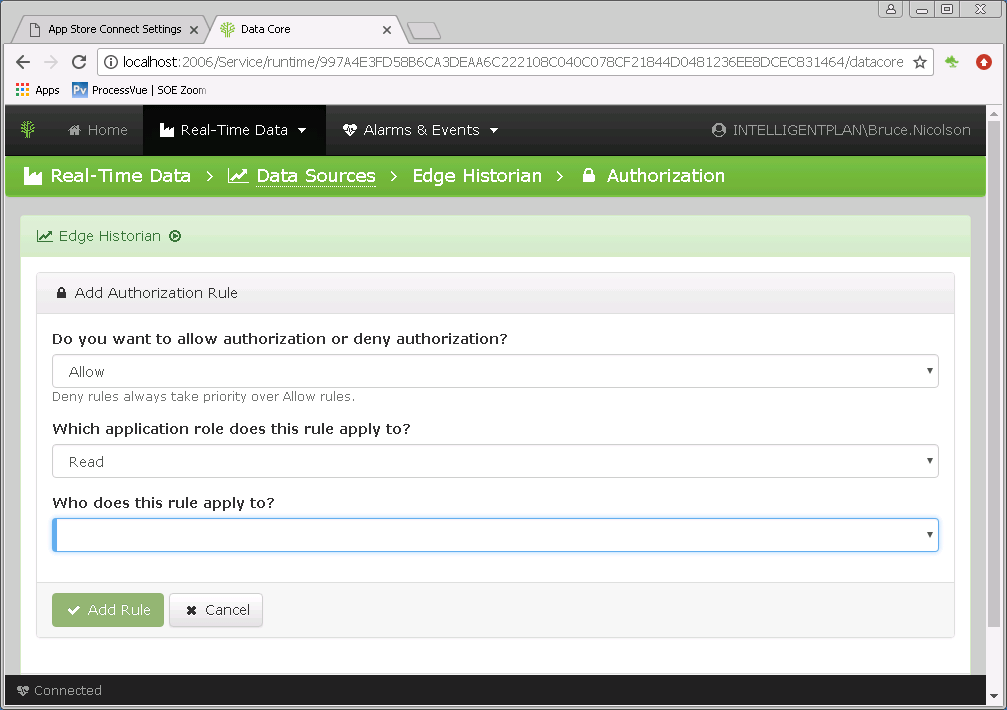 App Store Connect Settings
Data Core
localhost:2006/Service/runtime/997A4E3FD58B6CA3DEAA6C222108C040C078CF21844D0481236EE8DCEC831464/datacore
Apps
Pv ProcessVue | SOE Zoom
Home
Real-Time Data
Alarms & Events
INTELLIGENTPLAN\Bruce.Nicolson
Real-Time Data > Data Sources > Edge Historian > Authorization
Edge Historian
Add Authorization Rule
Do you want to allow authorization or deny authorization?
Allow
Deny rules always take priority over Allow rules.
Which application role does this rule apply to?
Read
Who does this rule apply to?
Add Rule
Cancel
Connected